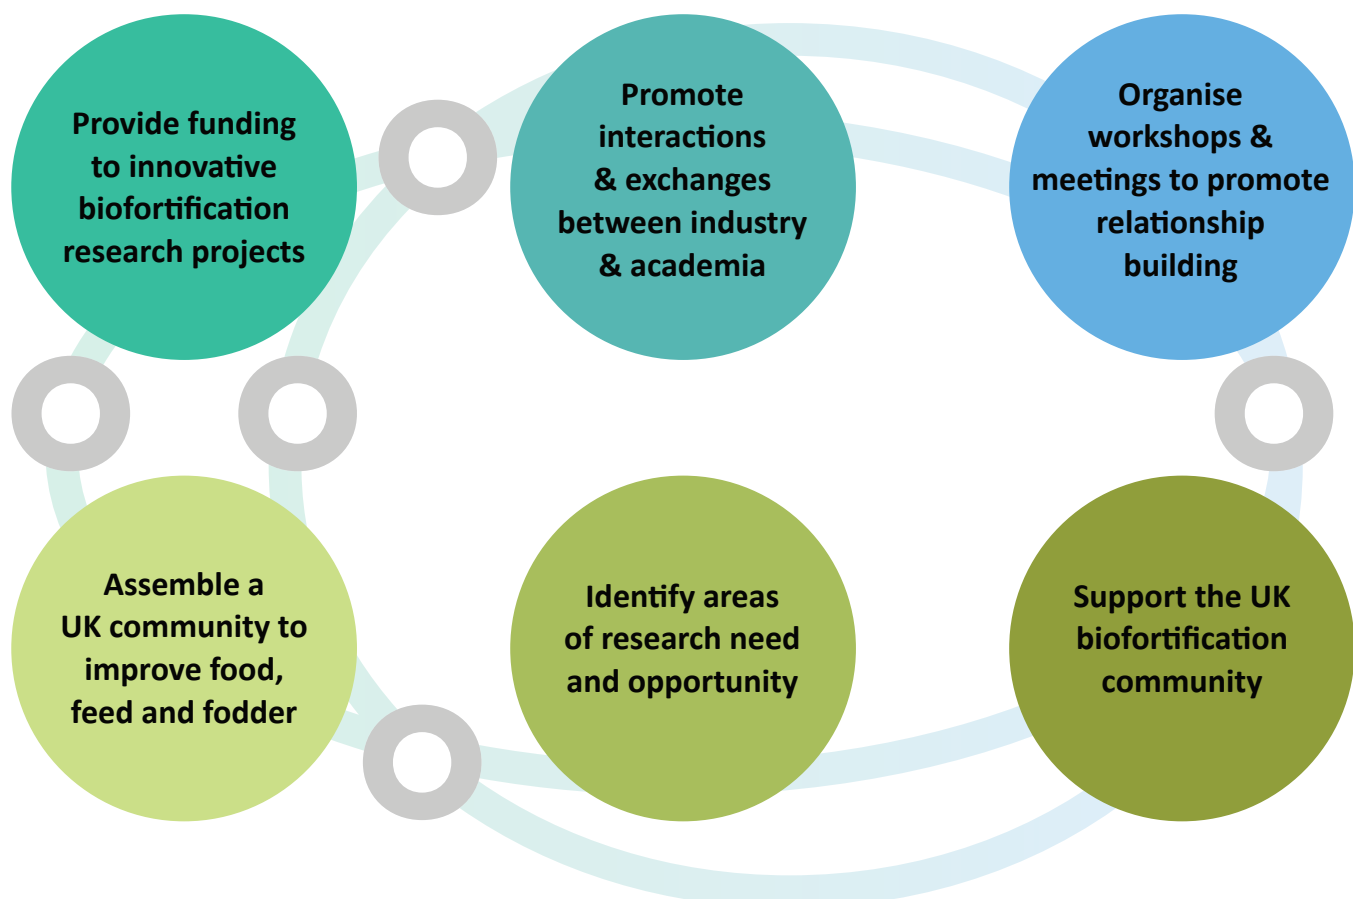 Provide funding
to innovative
biofortification
research projects
Promote
interactions
& exchanges
between industry
& academia
Organise
workshops &
meetings to promote
relationship
building
Assemble a
UK community to
improve food,
feed and fodder
Identify areas
of research need
and opportunity
Support the UK
biofortification
community